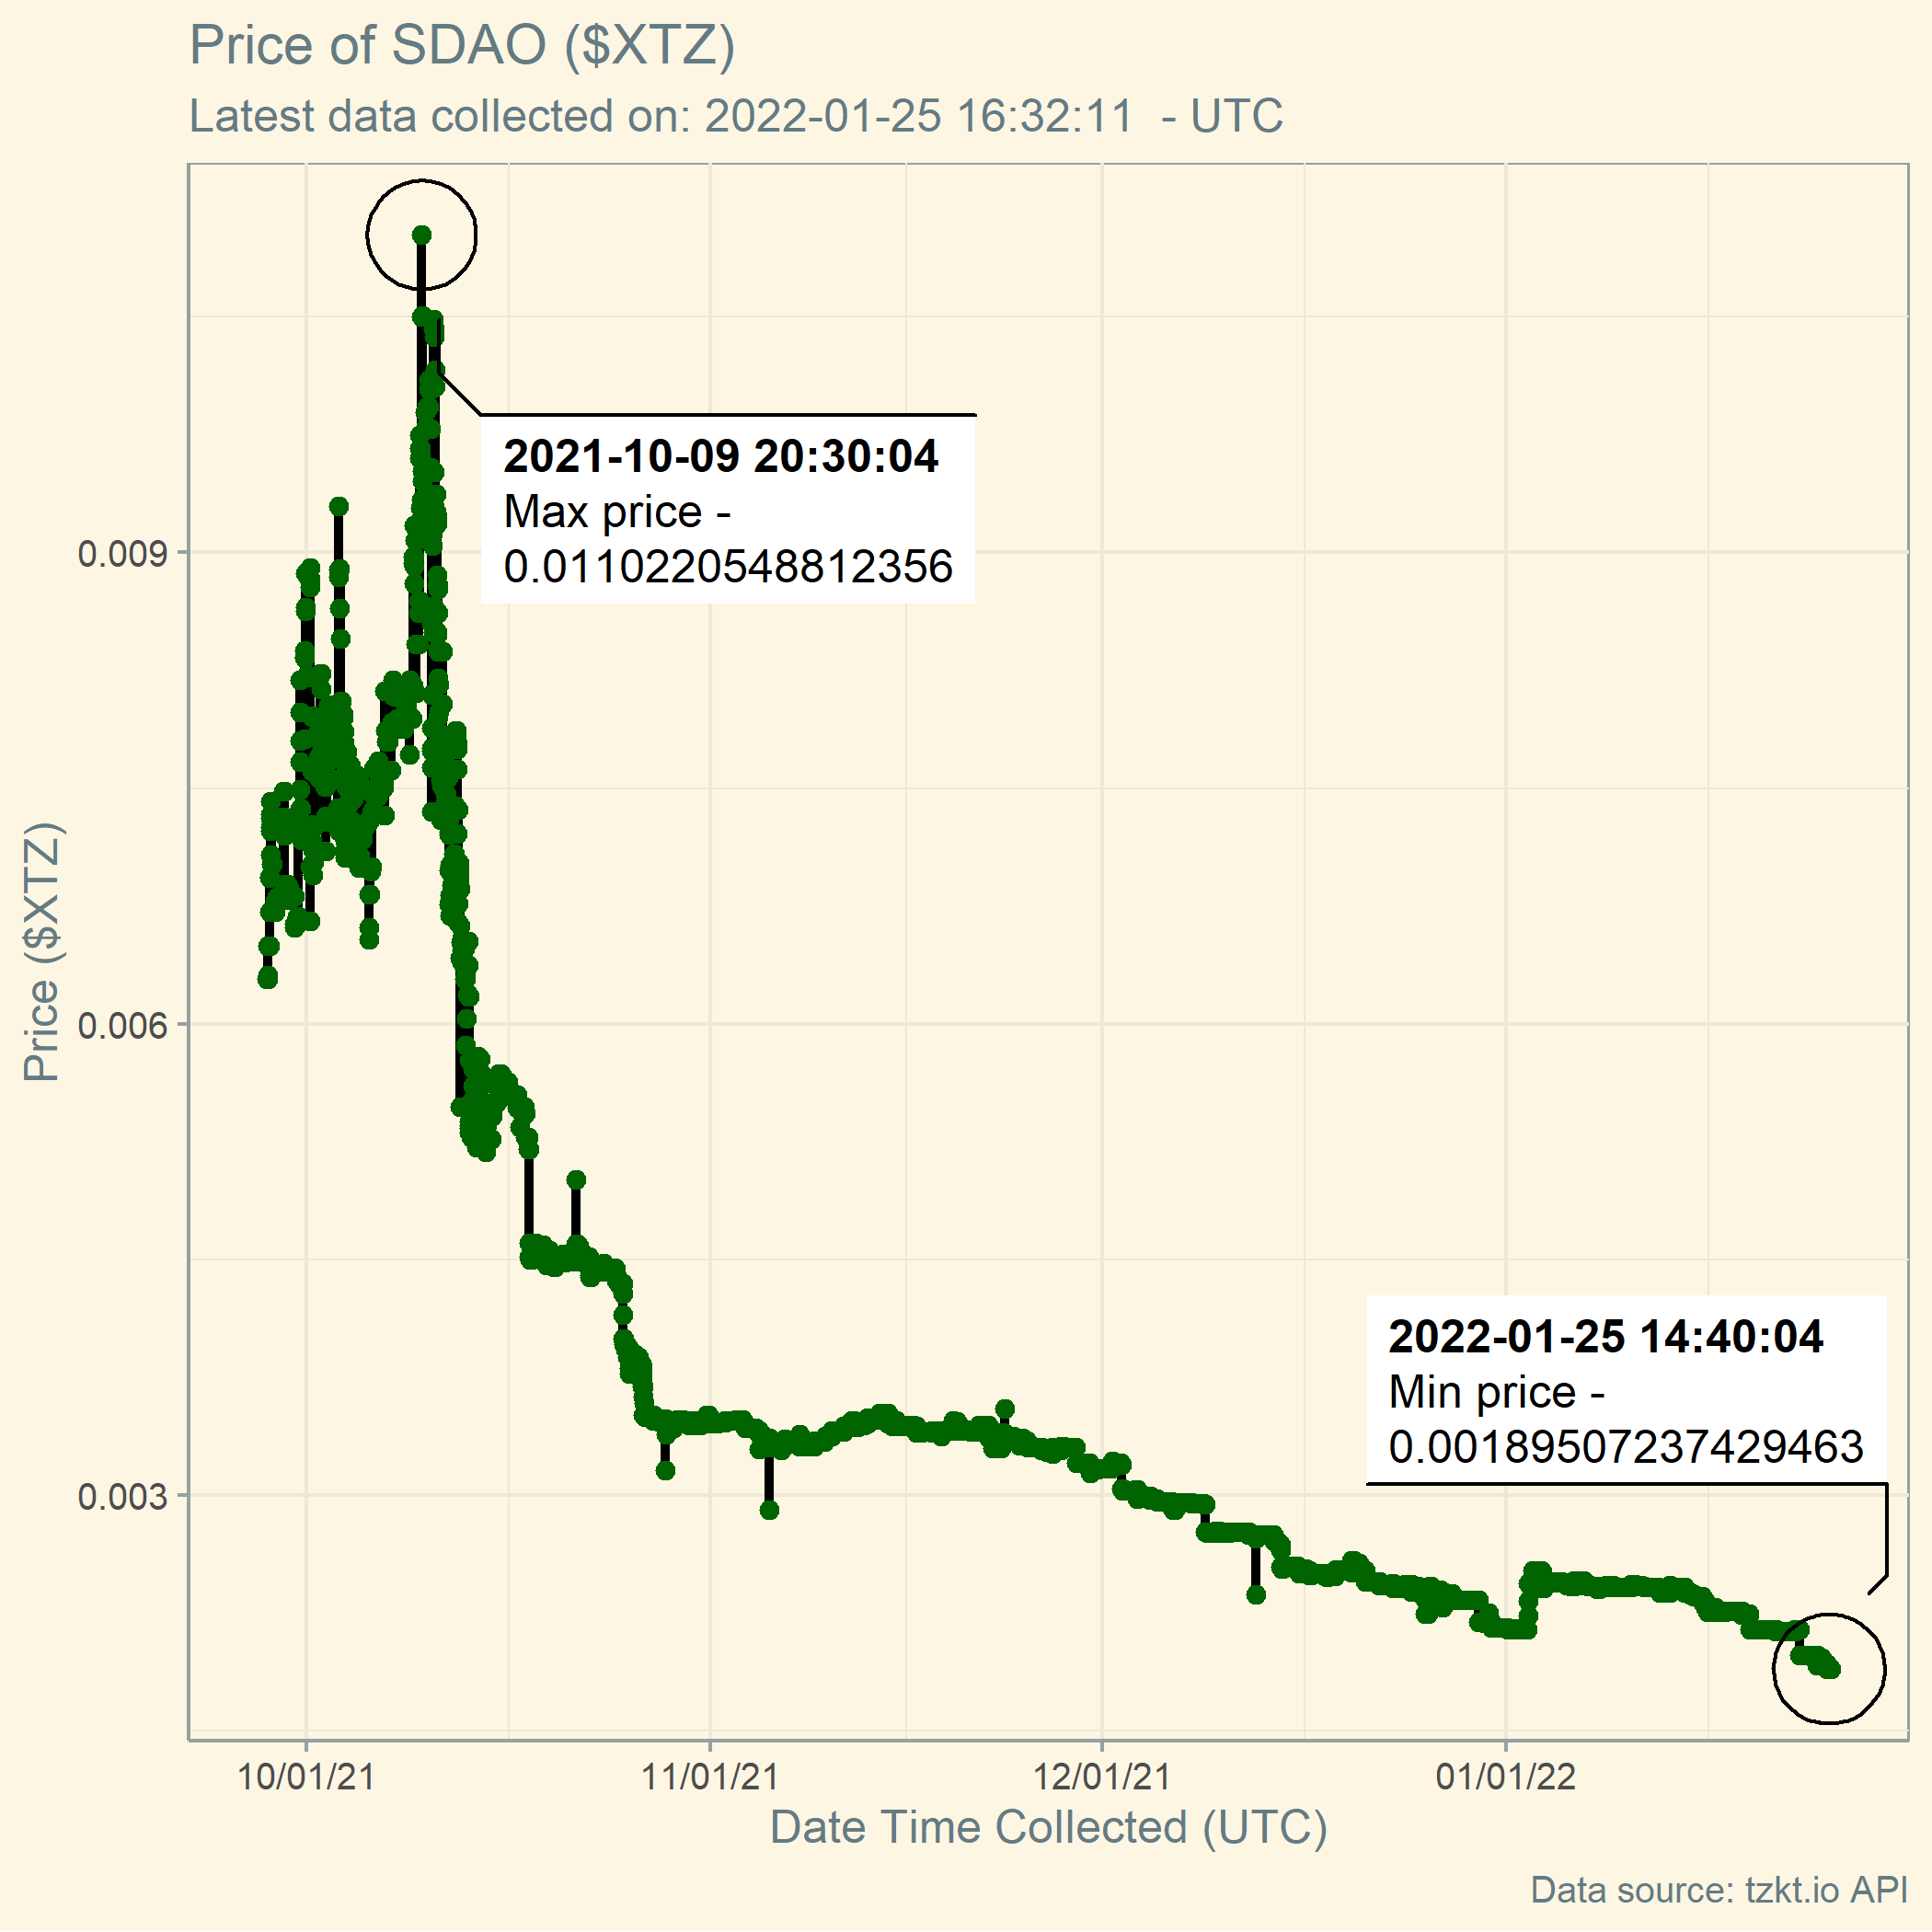 Price of SDAO ($XTZ)
Latest data collected on: 2022-01-25 16:32:11  - UTC
2021-10-09 20:30:04
Max price -
0.0110220548812356
0.009
0.006
0.003
Price ($XTZ)
2022-01-25 14:40:04
Min price -
0.00189507237429463
10/01/21
11/01/21
12/01/21
01/01/22
Date Time Collected (UTC)
Data source: tzkt.io API